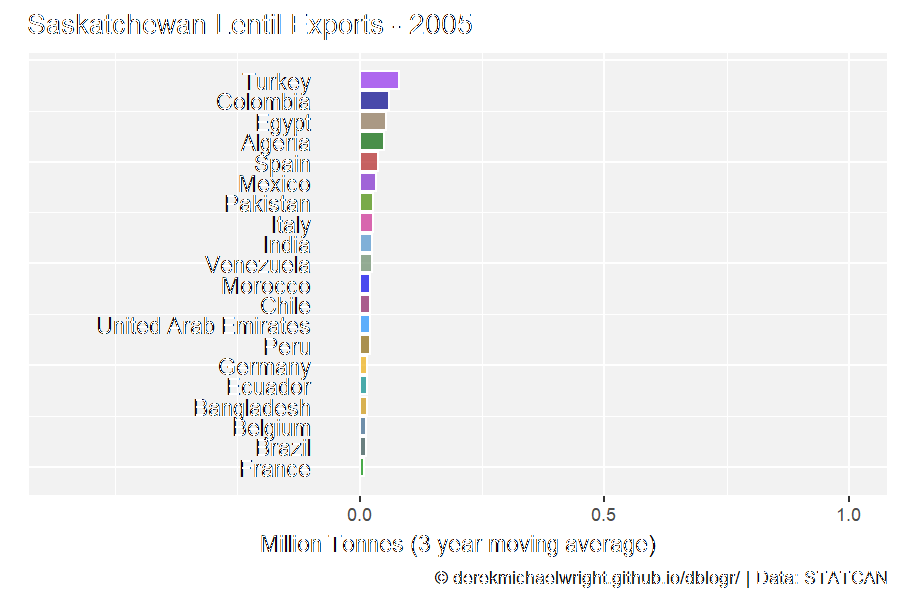 Saskatchewan Lentil Exports - 2005
Turkey
Colombia
Egypt
Algeria
Spain
Mexico
Pakistan
Italy
India
Venezuela
Morocco
Chile
United Arab Emirates
Peru
Germany
Ecuador
Bangladesh
Belgium
Brazil
France
0.0 0.5 1.0
Million Tonnes (3 year moving average)
© derekmichaelwright.github.io/dblogr/ | Data: STATCAN